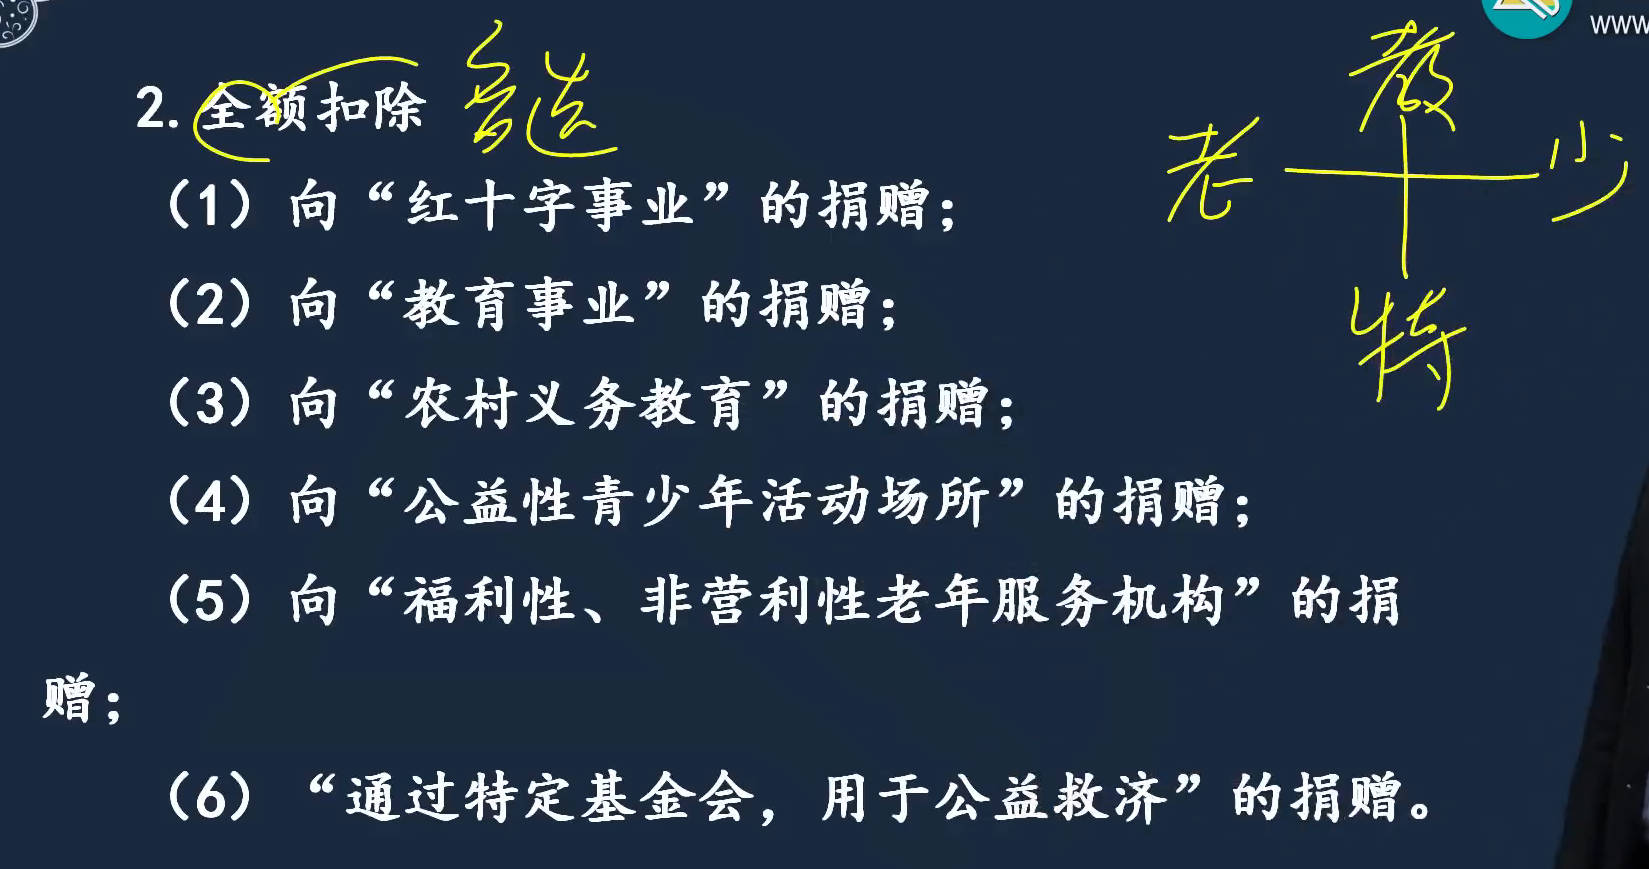 www
2. 全额扣除 多选
教
老 少
特
（1）向“红十字事业”的捐赠；
（2）向“教育事业”的捐赠；
（3）向“农村义务教育”的捐赠；
（4）向“公益性青少年活动场所”的捐赠；
（5）向“福利性、非营利性老年服务机构”的捐
赠；
（6）“通过特定基金会，用于公益救济”的捐赠。